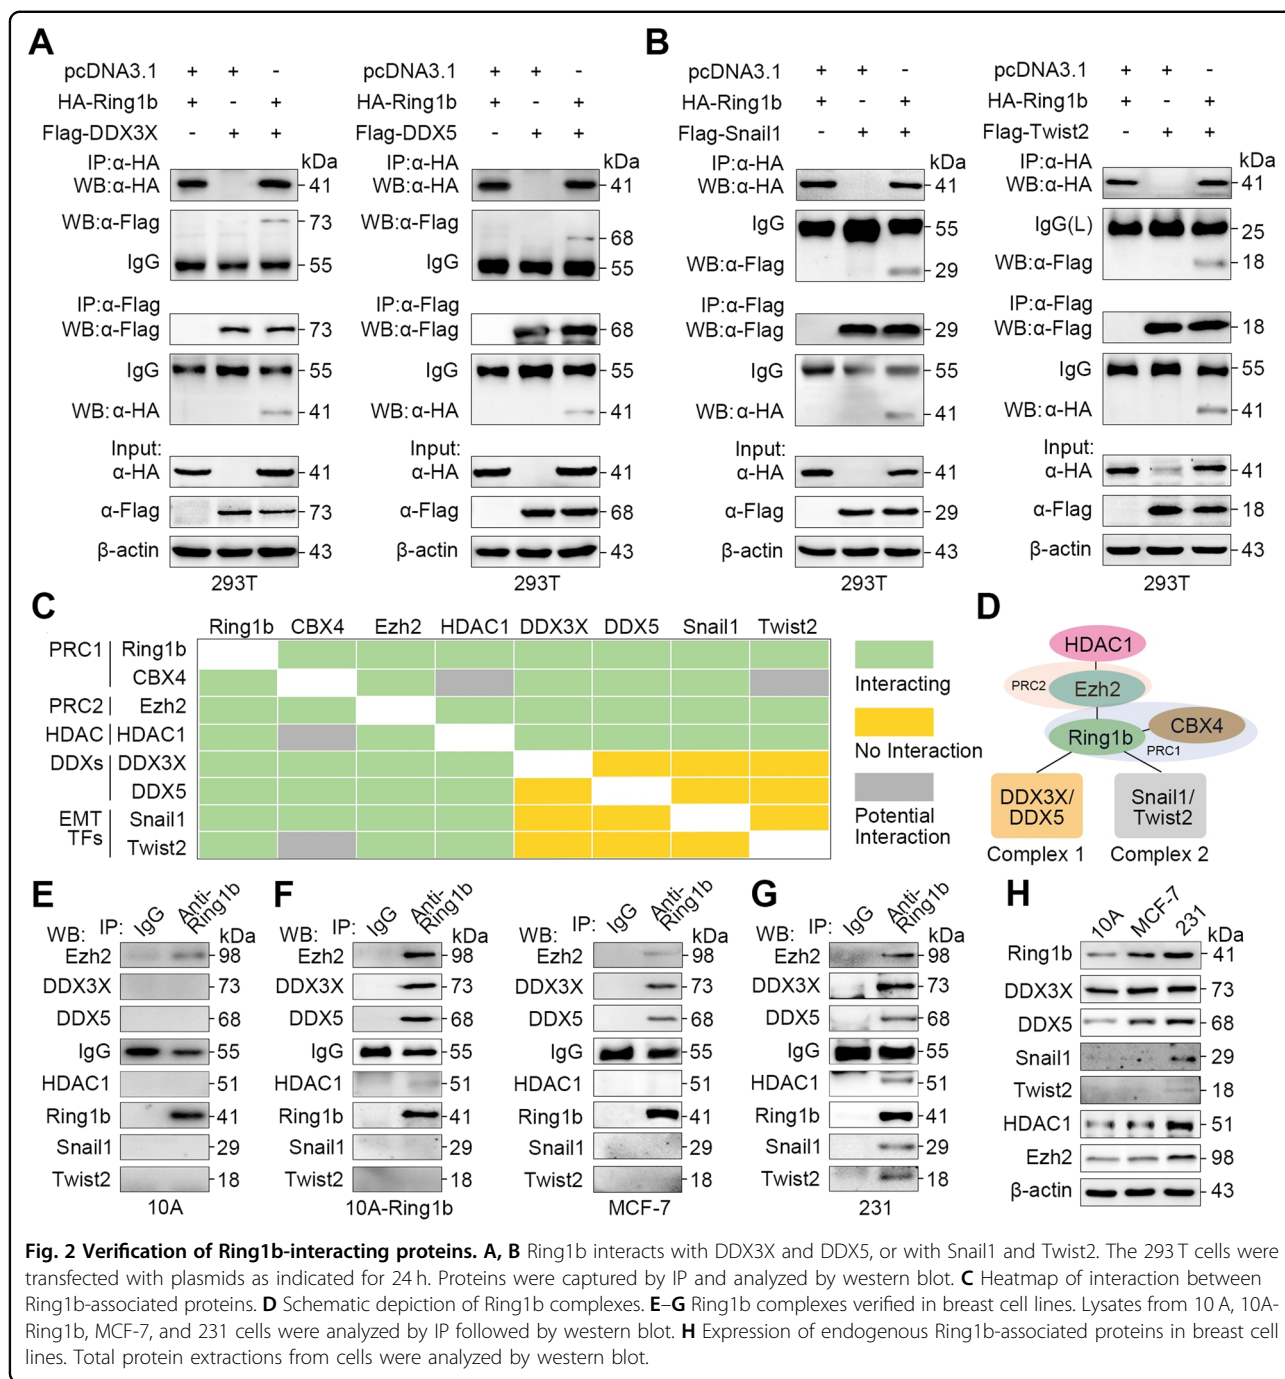 A
pcDNA3.1 + + -
HA-Ring1b + - +
Flag-DDX3X - + +
IP:α-HA kDa
WB:α-HA 41
WB:α-Flag 73
IgG 55
IP:α-Flag
WB:α-Flag 73
IgG 55
WB:α-HA 41
Input:
α-HA 41
α-Flag 73
β-actin 43
293T
pcDNA3.1 + + -
HA-Ring1b + - +
Flag-DDX5 - + +
IP:α-HA kDa
WB:α-HA 41
WB:α-Flag 68
IgG 55
IP:α-Flag
WB:α-Flag 68
IgG 55
WB:α-HA 41
Input:
α-HA 41
α-Flag 68
β-actin 43
293T
B
pcDNA3.1 + + -
HA-Ring1b + - +
Flag-Snail1 - + +
IP:α-HA kDa
WB:α-HA 41
IgG 55
WB:α-Flag 29
IP:α-Flag
WB:α-Flag 29
IgG 55
WB:α-HA 41
Input:
α-HA 41
α-Flag 29
β-actin 43
293T
pcDNA3.1 + + -
HA-Ring1b + - +
Flag-Twist2 - + +
IP:α-HA kDa
WB:α-HA 41
IgG(L) 25
WB:α-Flag 18
IP:α-Flag
WB:α-Flag 18
IgG 55
WB:α-HA 41
Input:
α-HA 41
α-Flag 18
β-actin 43
293T
C
Ring1b CBX4 Ezh2 HDAC1 DDX3X DDX5 Snail1 Twist2
PRC1 Ring1b
CBX4
PRC2 Ezh2
HDAC HDAC1
DDXs DDX3X
DDX5
EMT Snail1
TFs Twist2
Interacting
No Interaction
Potential
Interaction
D
HDAC1
PRC2 Ezh2
CBX4
Ring1b
PRC1
DDX3X/
DDX5
Snail1/
Twist2
Complex 1 Complex 2
E
IP: IgG Anti-Ring1b
WB: kDa
Ezh2 98
DDX3X 73
DDX5 68
IgG 55
HDAC1 51
Ring1b 41
Snail1 29
Twist2 18
10A
F
IP: IgG Anti-Ring1b
WB: kDa
Ezh2 98
DDX3X 73
DDX5 68
IgG 55
HDAC1 51
Ring1b 41
Snail1 29
Twist2 18
10A-Ring1b
IP: IgG Anti-Ring1b
WB: kDa
Ezh2 98
DDX3X 73
DDX5 68
IgG 55
HDAC1 51
Ring1b 41
Snail1 29
Twist2 18
MCF-7
G
IP: IgG Anti-Ring1b
WB: kDa
Ezh2 98
DDX3X 73
DDX5 68
IgG 55
HDAC1 51
Ring1b 41
Snail1 29
Twist2 18
231
H
10A MCF-7 231
kDa
Ring1b 41
DDX3X 73
DDX5 68
Snail1 29
Twist2 18
HDAC1 51
Ezh2 98
β-actin 43
Fig. 2 Verification of Ring1b-interacting proteins. A, B Ring1b interacts with DDX3X and DDX5, or with Snail1 and Twist2. The 293 T cells were
transfected with plasmids as indicated for 24 h. Proteins were captured by IP and analyzed by western blot. C Heatmap of interaction between
Ring1b-associated proteins. D Schematic depiction of Ring1b complexes. E–G Ring1b complexes verified in breast cell lines. Lysates from 10 A, 10A-
Ring1b, MCF-7, and 231 cells were analyzed by IP followed by western blot. H Expression of endogenous Ring1b-associated proteins in breast cell
lines. Total protein extractions from cells were analyzed by western blot.